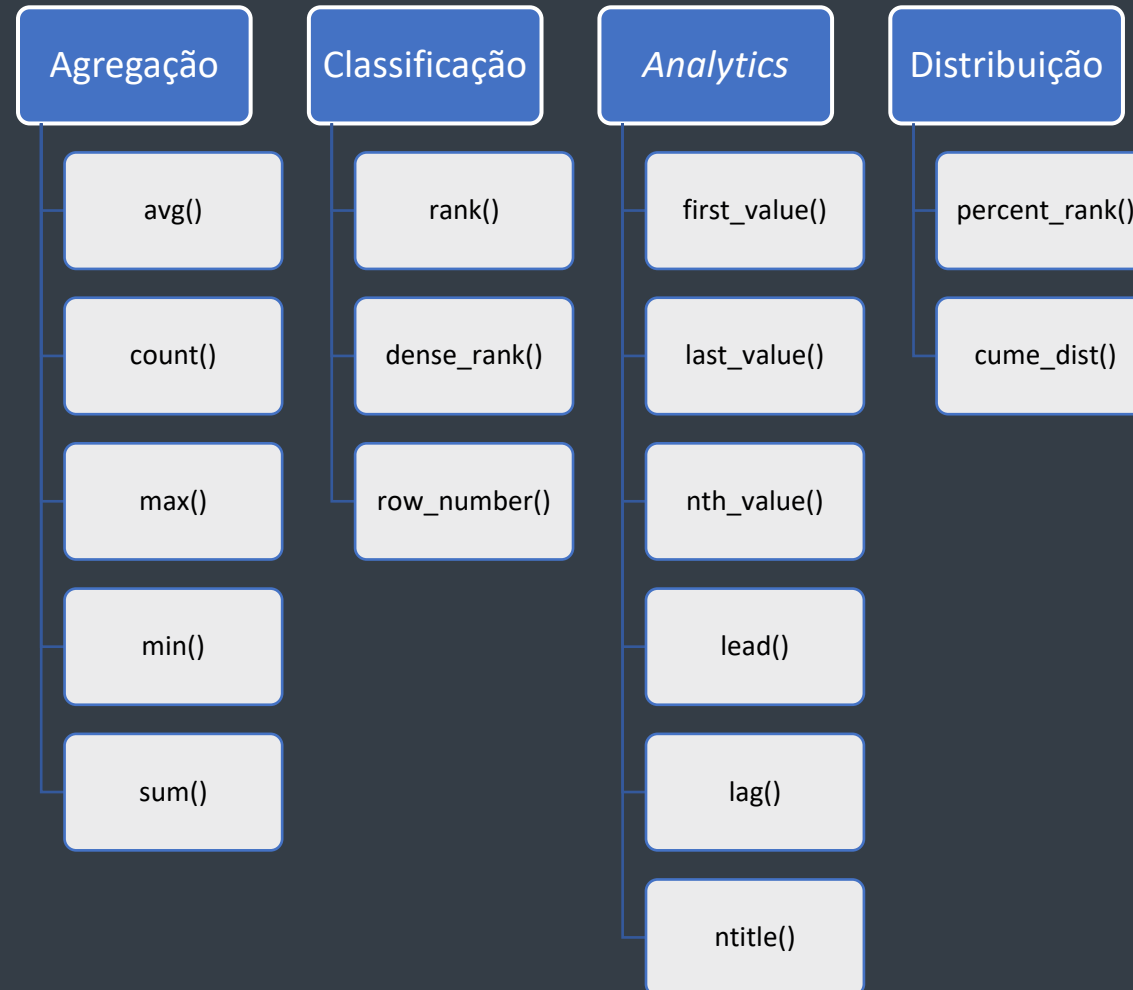 Agregação
avg()
count()
max()
min()
sum()
Classificação
rank()
dense_rank()
row_number()
Analytics
first_value()
last_value()
nth_value()
lead()
lag()
ntitle()
Distribuição
percent_rank()
cume_dist()